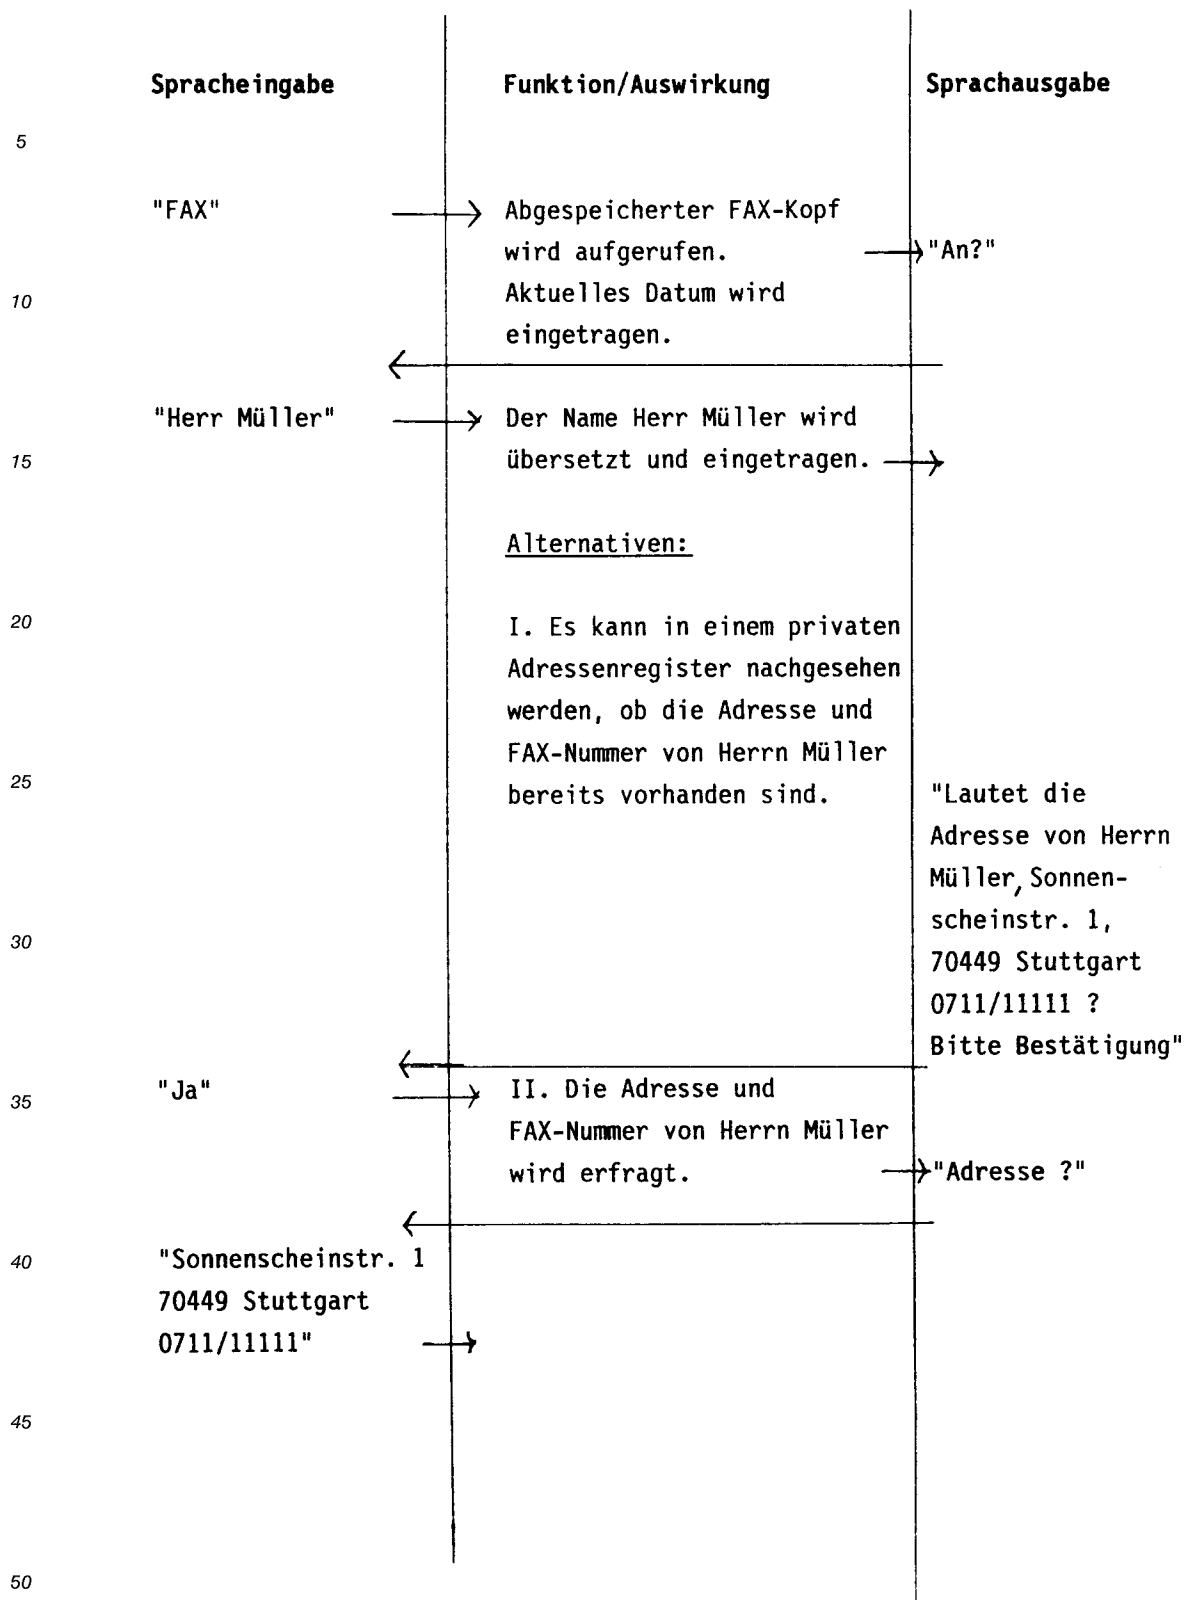 Spracheingabe Funktion/Auswirkung Sprachausgabe
5
"FAX" Abgespeicherter FAX-Kopf
wird aufgerufen. "An?"
10 Aktuelles Datum wird
eingetragen.
"Herr Müller" Der Name Herr Müller wird
15 übersetzt und eingetragen.
Alternativen:
20 I. Es kann in einem privaten
Adressenregister nachgesehen
werden, ob die Adresse und
FAX-Nummer von Herrn Müller
25 bereits vorhanden sind. "Lautet die
Adresse von Herrn
Müller, Sonnen-
scheinstr. 1,
30
70449 Stuttgart
0711/11111 ?
Bitte Bestätigung"
35 "Ja" II. Die Adresse und
FAX-Nummer von Herrn Müller
wird erfragt. "Adresse ?"
40 "Sonnenscheinstr. 1
70449 Stuttgart
0711/11111"
45
50